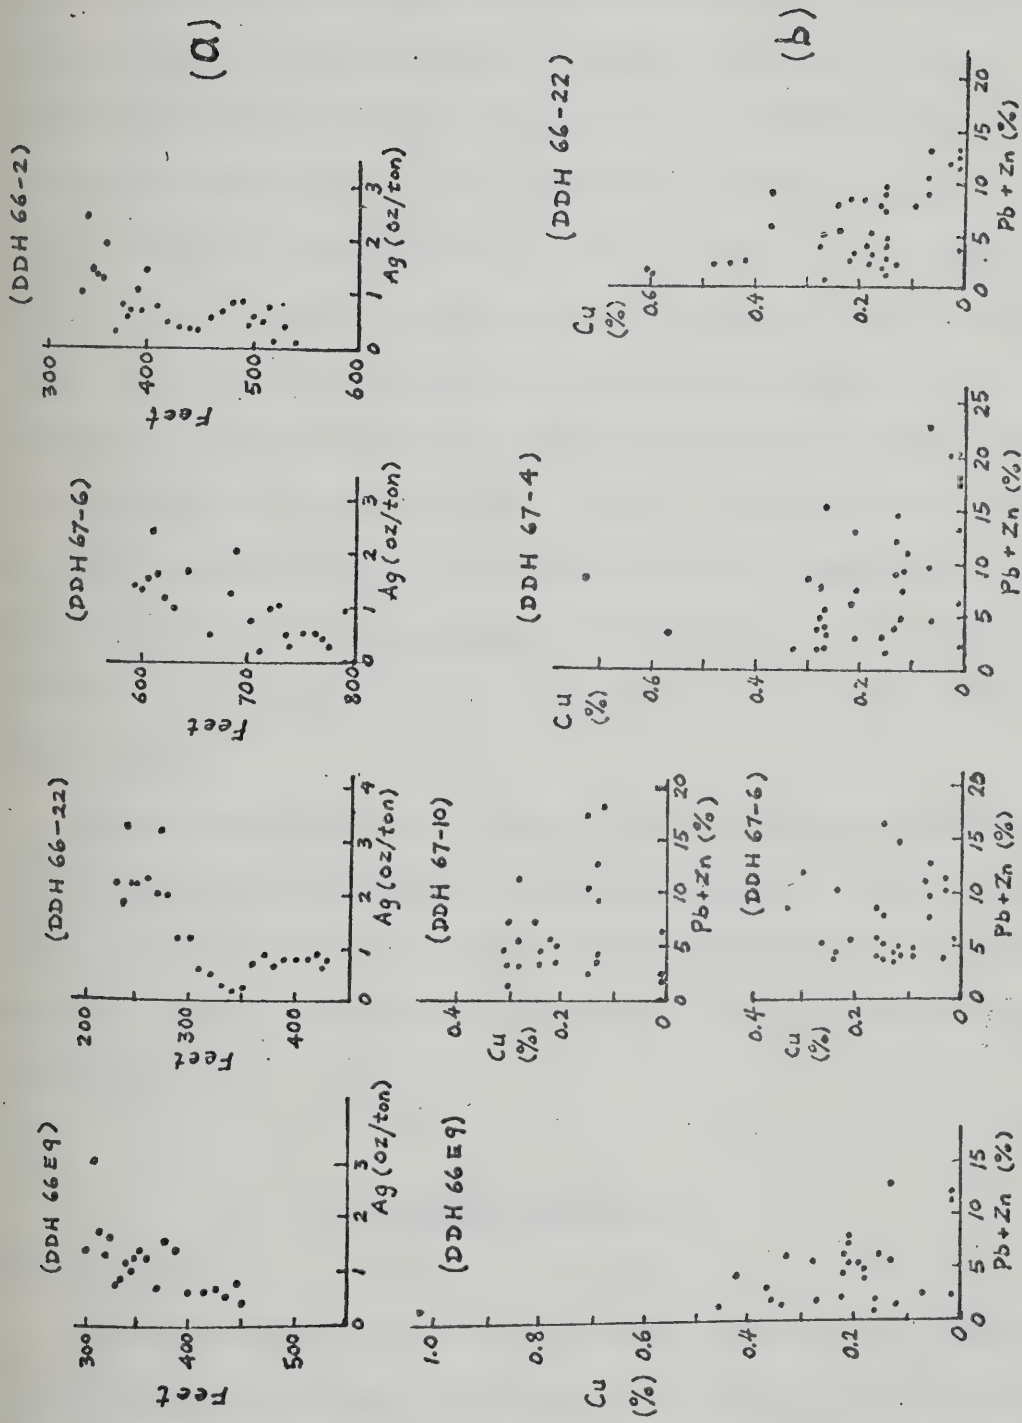 (a)
(DDH 66E9)
300
400
500
Feet
0
1
2
3
Ag (oz/ton)
(DDH 66-22)
200
300
400
Feet
0
1
2
3
4
Ag (oz/ton)
(DDH 67-6)
600
700
800
Feet
0
1
2
3
Ag (oz/ton)
(DDH 66-2)
300
400
500
600
Feet
0
1
2
3
Ag (oz/ton)
(b)
(DDH 66E9)
Cu
(%)
1.0
0.8
0.6
0.4
0.2
0
0
5
10
15
Pb + Zn (%)
(DDH 67-10)
Cu
(%)
0.4
0.2
0
0
5
10
15
20
Pb+Zn (%)
(DDH 67-6)
Cu
(%)
0.4
0.2
0
0
5
10
15
20
Pb+Zn (%)
(DDH 67-4)
Cu
(%)
0.6
0.4
0.2
0
0
5
10
15
20
25
Pb + Zn (%)
(DDH 66-22)
Cu
(%)
0.6
0.4
0.2
0
0
5
10
15
20
Pb + Zn (%)